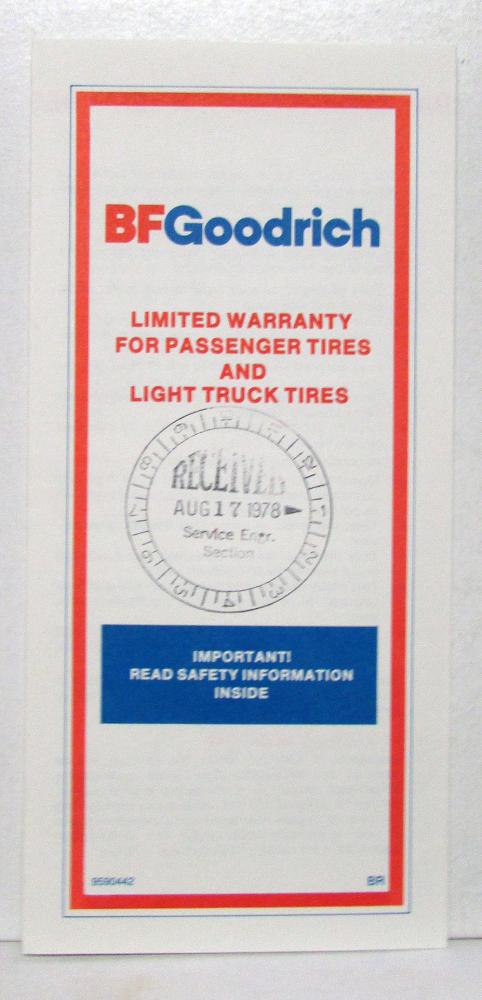 BFGoodrich
LIMITED WARRANTY
FOR PASSENGER TIRES
AND
LIGHT TRUCK TIRES
RECEIVED
AUG 17 1978
Service Engr.
Section
IMPORTANT!
READ SAFETY INFORMATION
INSIDE
9590442
BR